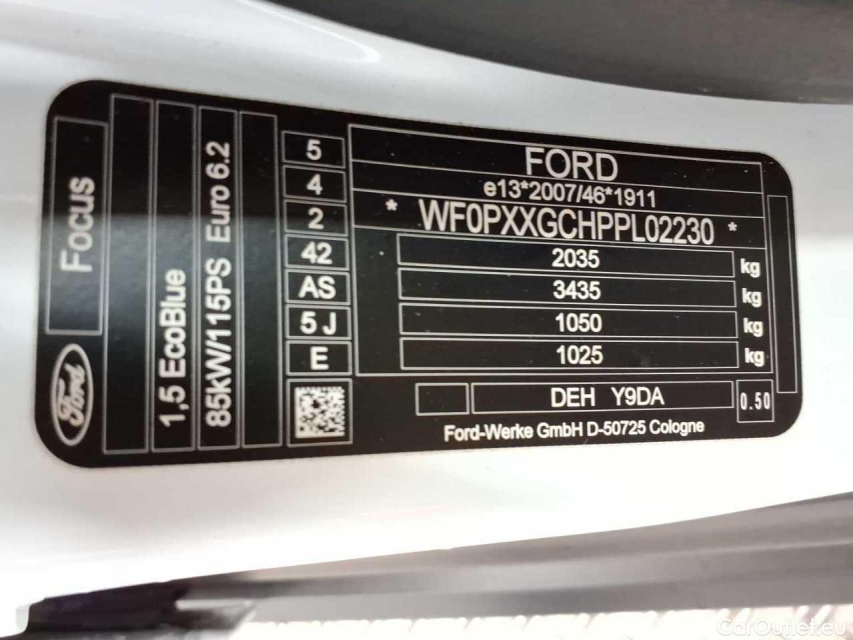 Focus
Ford
1,5 EcoBlue
85kW/115PS Euro 6.2
5
4
2
42
AS
5 J
E
FORD
e13*2007/46*1911
* WF0PXXGCHPPL02230 *
2035 kg
3435 kg
1050 kg
1025 kg
DEH Y9DA
0.50
Ford-Werke GmbH D-50725 Cologne
CarOutlet.eu